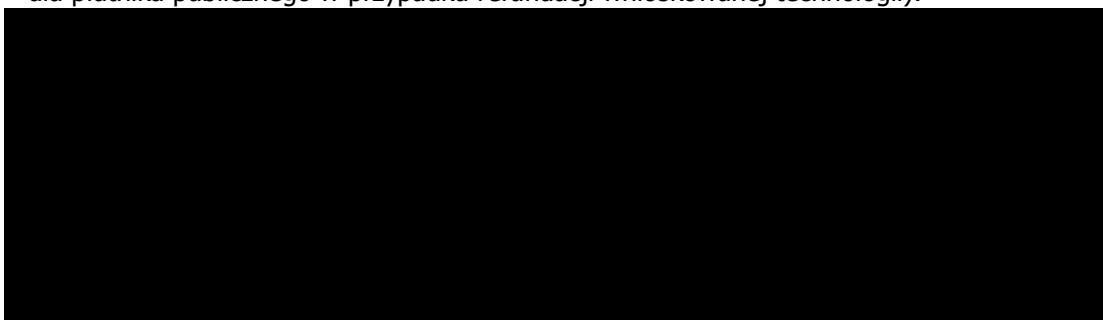 dla płatnika publicznego w przypadku refundacji wnioskowanej technologii).